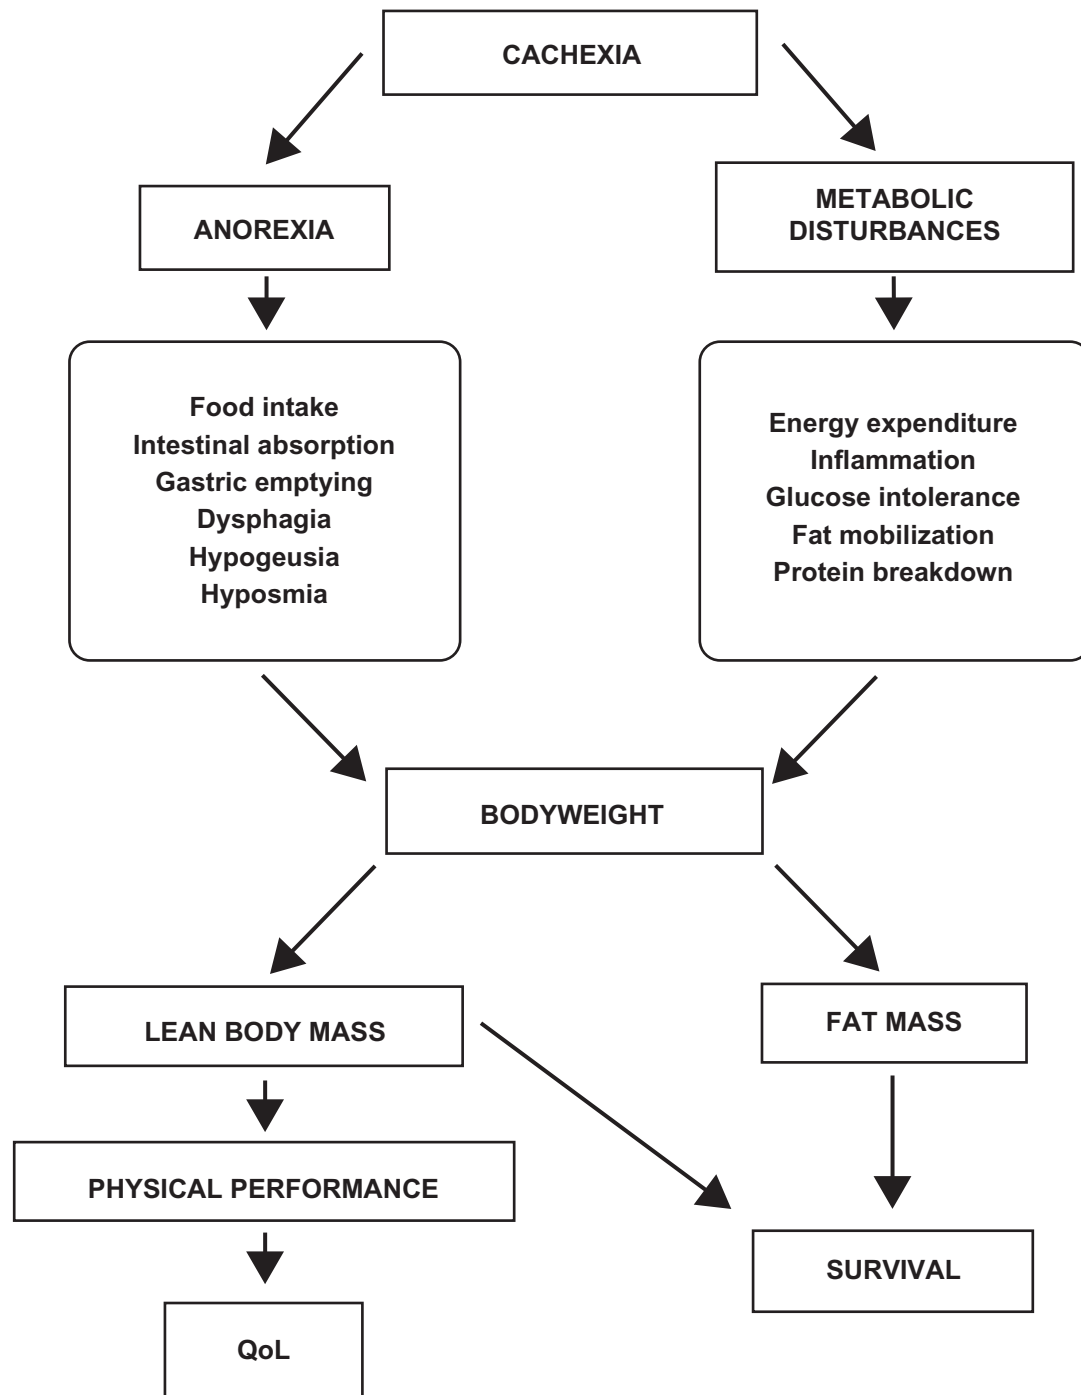 CACHEXIA
ANOREXIA
METABOLIC
DISTURBANCES
Food intake
Intestinal absorption
Gastric emptying
Dysphagia
Hypogeusia
Hyposmia
Energy expenditure
Inflammation
Glucose intolerance
Fat mobilization
Protein breakdown
BODYWEIGHT
LEAN BODY MASS
FAT MASS
PHYSICAL PERFORMANCE
SURVIVAL
QoL